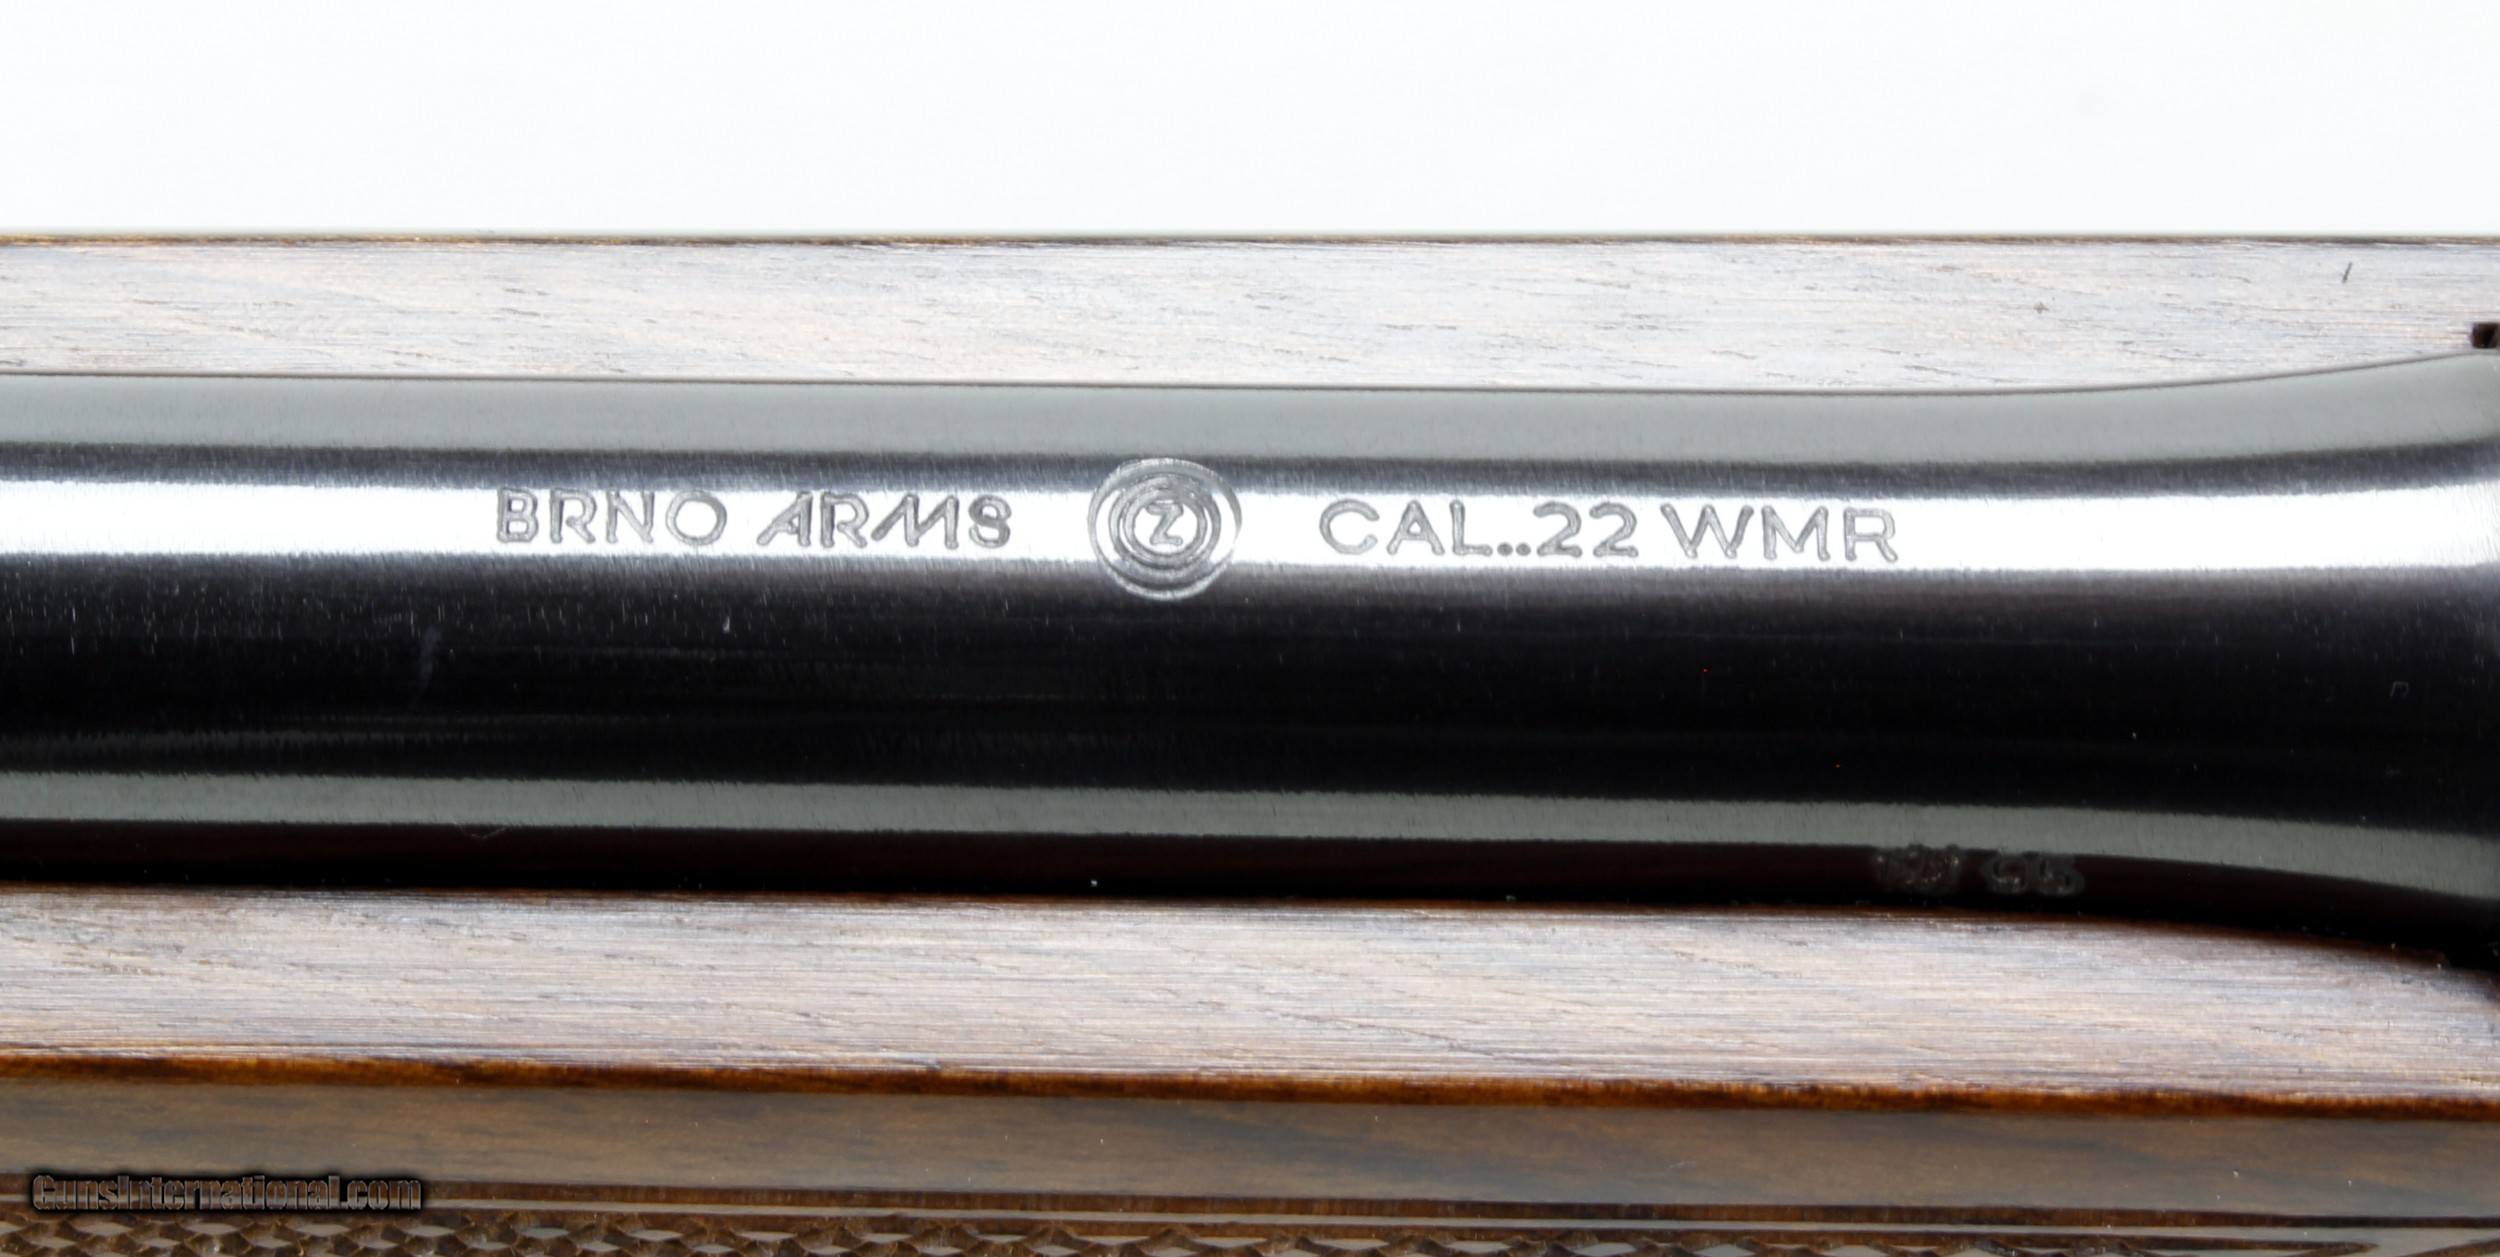 BRNO ARMS Z CAL..22 WMR
GunsInternational.com